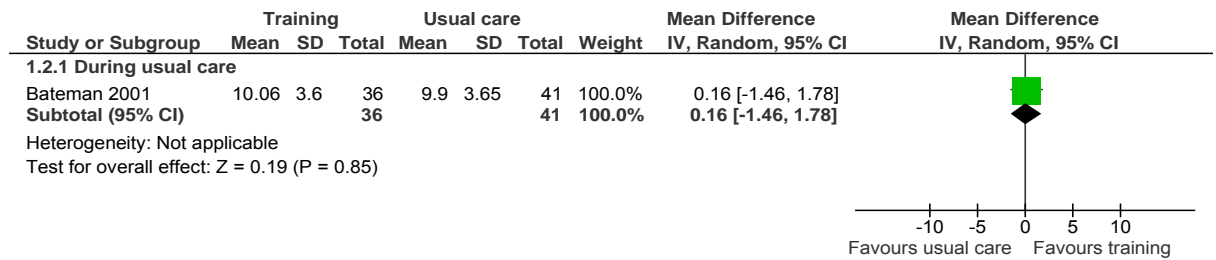 Training Usual care Mean Difference Mean Difference
Study or Subgroup Mean SD Total Mean SD Total Weight IV, Random, 95% CI IV, Random, 95% CI
1.2.1 During usual care
Bateman 2001 10.06 3.6 36 9.9 3.65 41 100.0% 0.16 [-1.46, 1.78]
Subtotal (95% CI) 36 41 100.0% 0.16 [-1.46, 1.78]
Heterogeneity: Not applicable
Test for overall effect: Z = 0.19 (P = 0.85)
-10 -5 0 5 10
Favours usual care Favours training